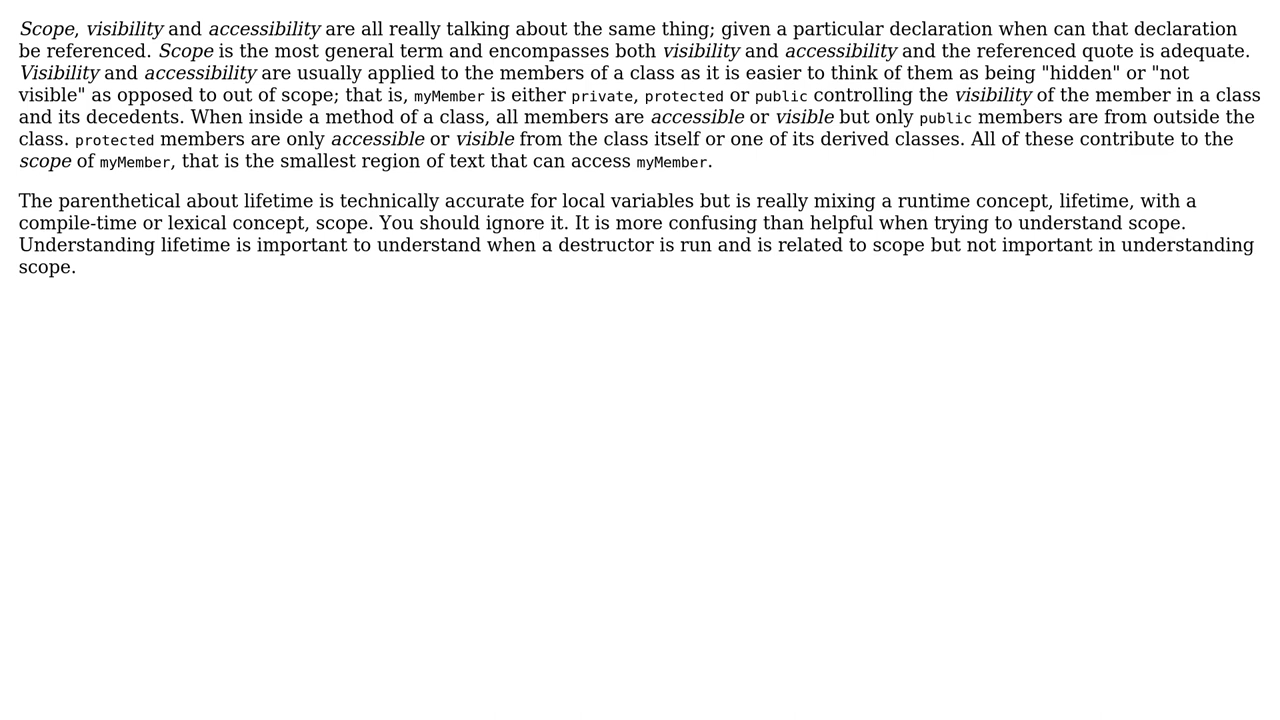 Scope, visibility and accessibility are all really talking about the same thing; given a particular declaration when can that declaration
be referenced. Scope is the most general term and encompasses both visibility and accessibility and the referenced quote is adequate.
Visibility and accessibility are usually applied to the members of a class as it is easier to think of them as being "hidden" or "not
visible" as opposed to out of scope; that is, myMember is either private, protected or public controlling the visibility of the member in a class
and its decedents. When inside a method of a class, all members are accessible or visible but only public members are from outside the
class. protected members are only accessible or visible from the class itself or one of its derived classes. All of these contribute to the
scope of myMember, that is the smallest region of text that can access myMember.
The parenthetical about lifetime is technically accurate for local variables but is really mixing a runtime concept, lifetime, with a
compile-time or lexical concept, scope. You should ignore it. It is more confusing than helpful when trying to understand scope.
Understanding lifetime is important to understand when a destructor is run and is related to scope but not important in understanding
scope.